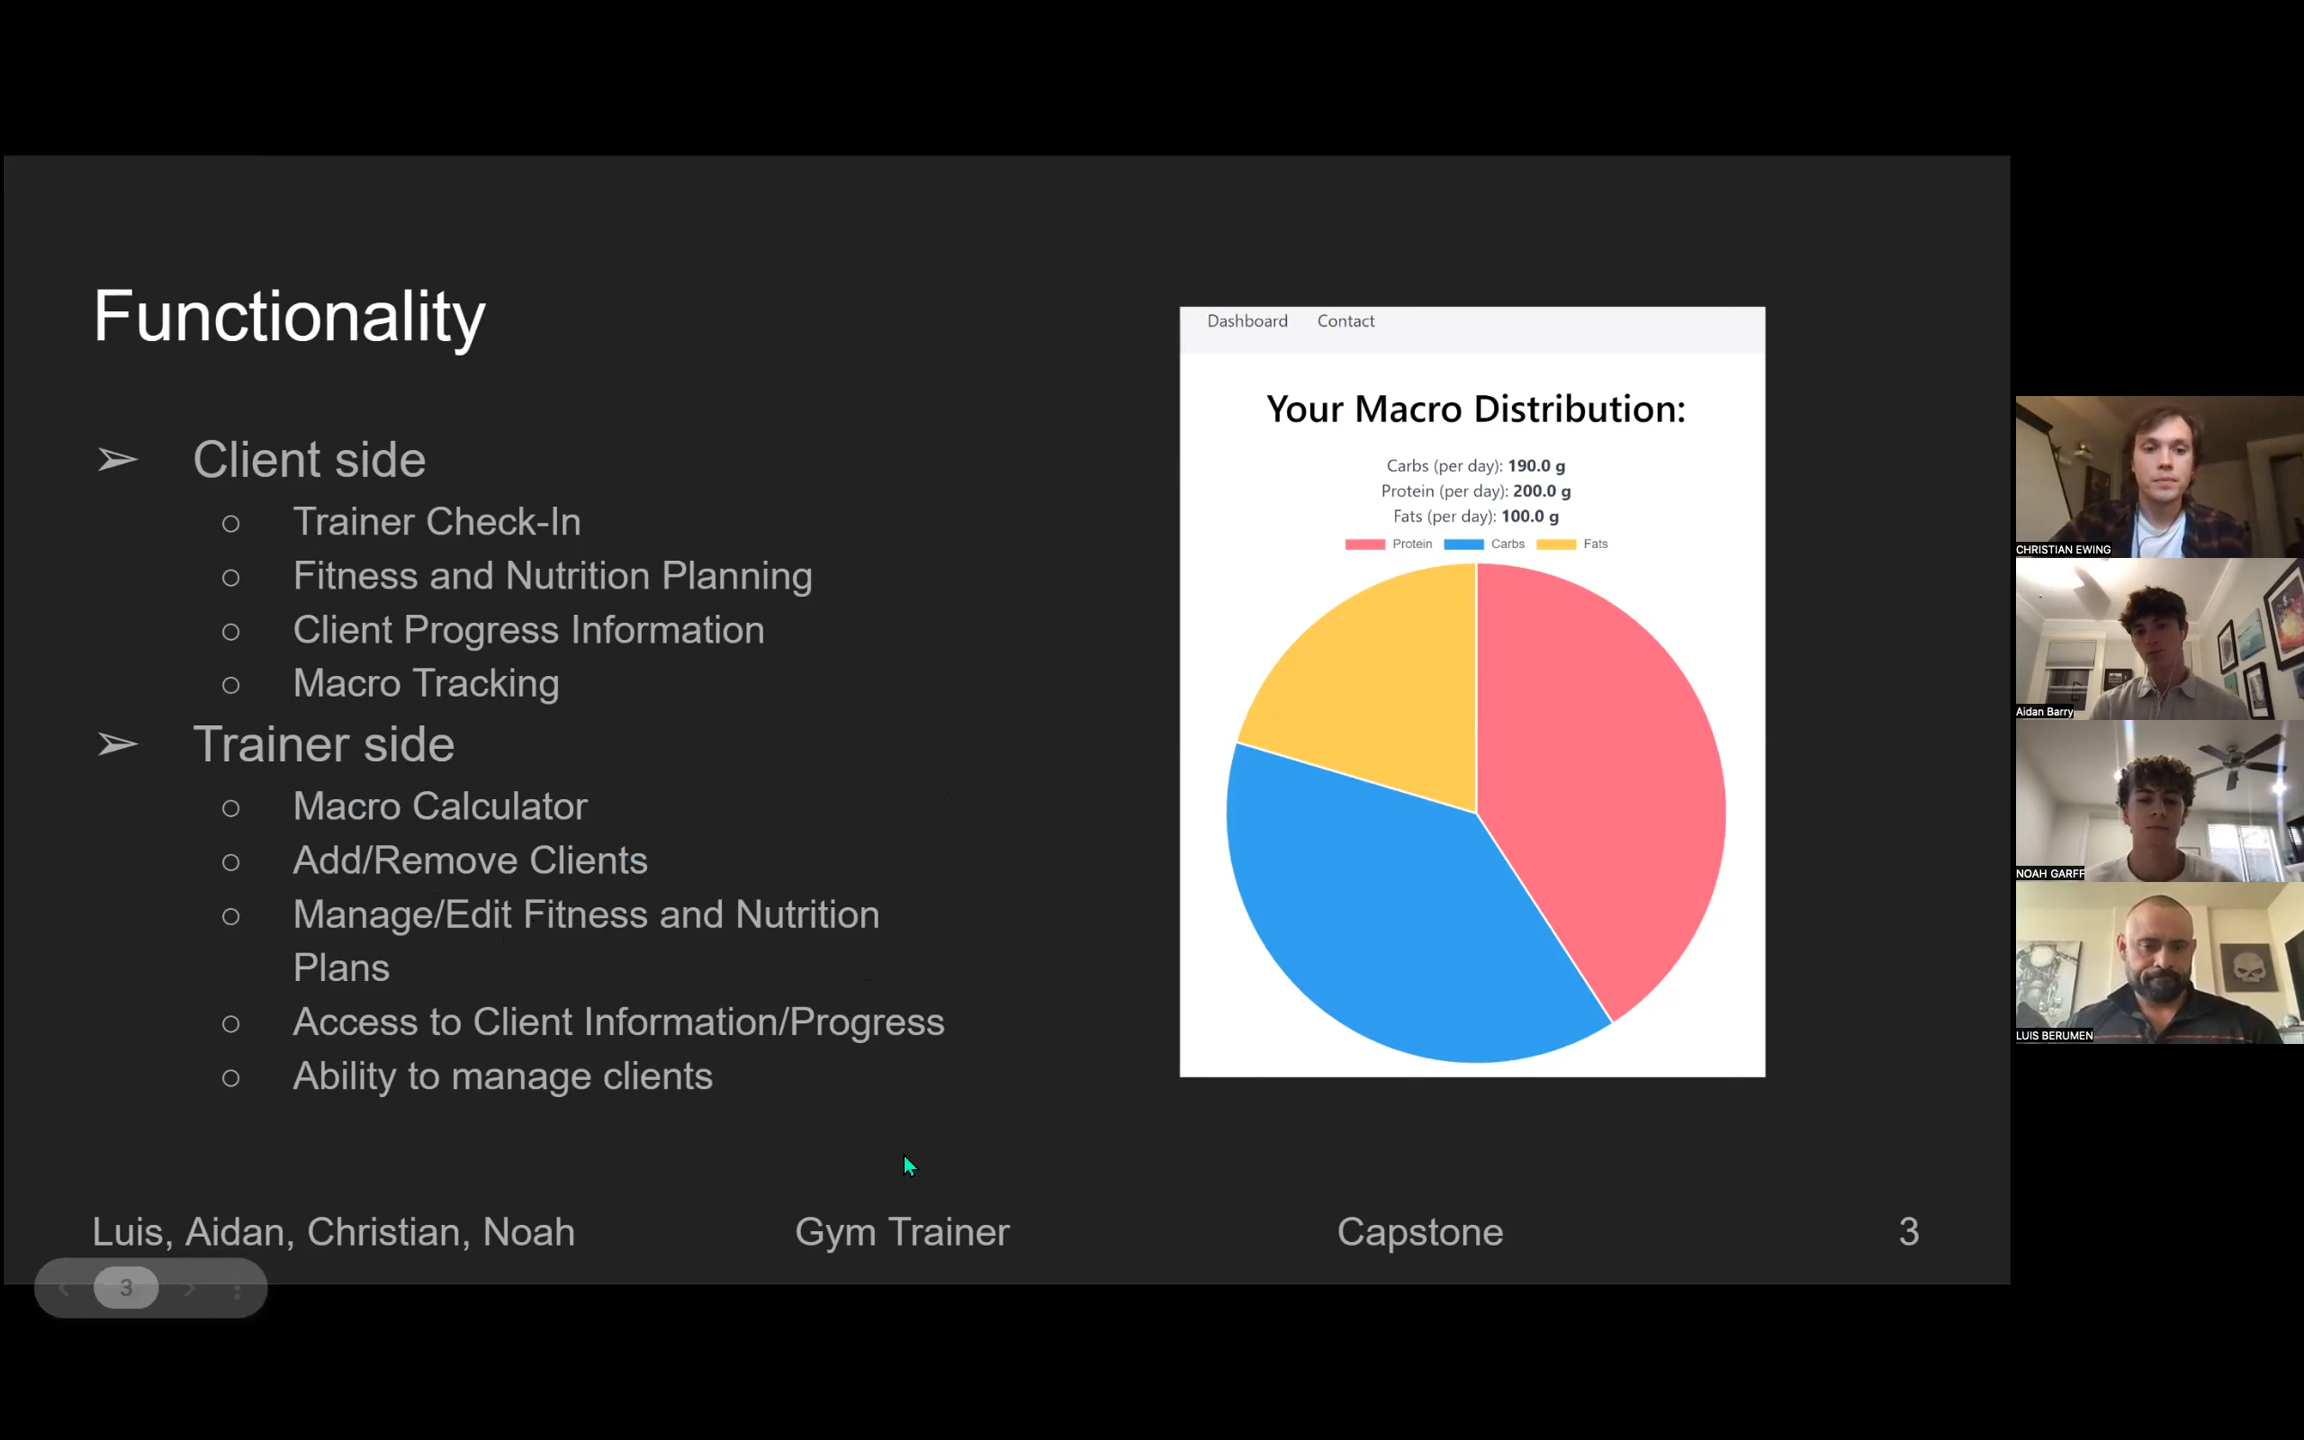 Functionality
➢ Client side
○ Trainer Check-In
○ Fitness and Nutrition Planning
○ Client Progress Information
○ Macro Tracking
➢ Trainer side
○ Macro Calculator
○ Add/Remove Clients
○ Manage/Edit Fitness and Nutrition
Plans
○ Access to Client Information/Progress
○ Ability to manage clients
Dashboard Contact
Your Macro Distribution:
Carbs (per day): 190.0 g
Protein (per day): 200.0 g
Fats (per day): 100.0 g
Protein Carbs Fats
Luis, Aidan, Christian, Noah Gym Trainer Capstone 3
3
CHRISTIAN EWING
Aidan Barry
NOAH GARFF
LUIS BERUMEN